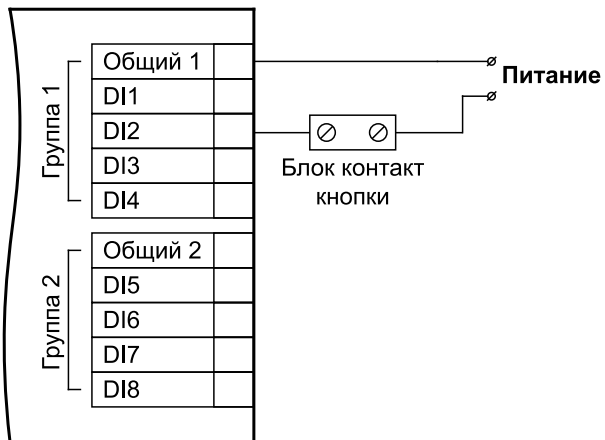 Группа 1
Общий 1
DI1
DI2
DI3
DI4
Питание
Блок контакт
кнопки
Группа 2
Общий 2
DI5
DI6
DI7
DI8